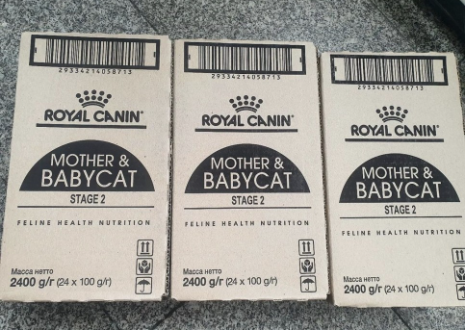 29334214058713
ROYAL CANIN®
MOTHER &
BABYCAT
STAGE 2
FELINE HEALTH NUTRITION
Масса нетто
2400 g/г (24 x 100 g/г)
29334214058713
ROYAL CANIN®
MOTHER &
BABYCAT
STAGE 2
FELINE HEALTH NUTRITION
Масса нетто
2400 g/г (24 x 100 g/г)
29334214058713
ROYAL CANIN®
MOTHER &
BABYCAT
STAGE 2
FELINE HEALTH NUTRITION
Масса нетто
2400 g/г (24 x 100 g/г)